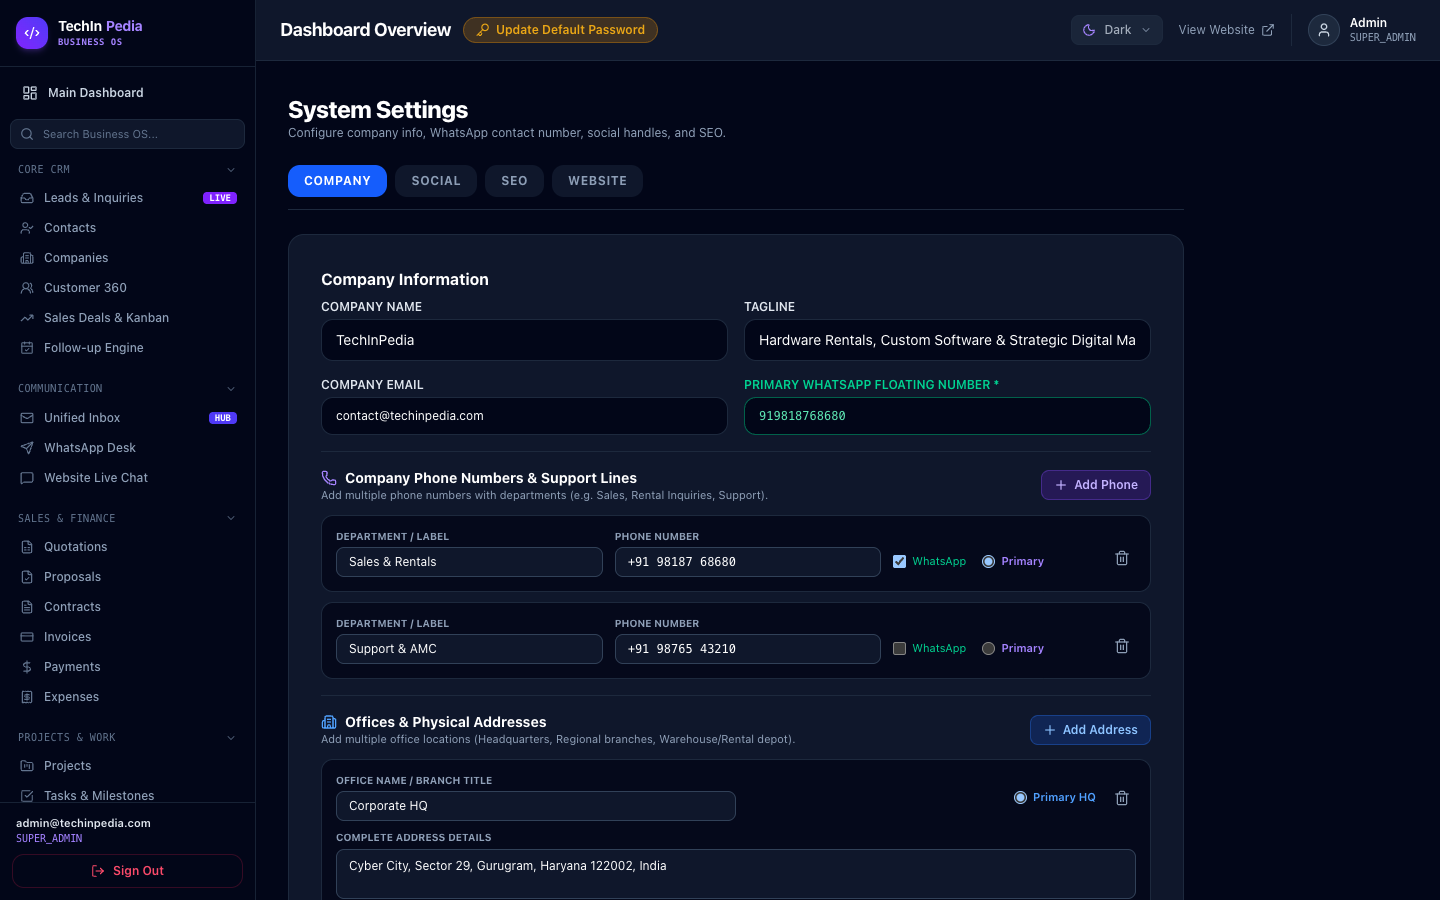 TechIn Pedia
BUSINESS OS
Main Dashboard
Search Business OS...
CORE CRM
Leads & Inquiries LIVE
Contacts
Companies
Customer 360
Sales Deals & Kanban
Follow-up Engine
COMMUNICATION
Unified Inbox HUB
WhatsApp Desk
Website Live Chat
SALES & FINANCE
Quotations
Proposals
Contracts
Invoices
Payments
Expenses
PROJECTS & WORK
Projects
Tasks & Milestones
admin@techinpedia.com
SUPER_ADMIN
Sign Out
Dashboard Overview Update Default Password
Dark View Website
Admin
SUPER_ADMIN
System Settings
Configure company info, WhatsApp contact number, social handles, and SEO.
COMPANY SOCIAL SEO WEBSITE
Company Information
COMPANY NAME
TechInPedia
TAGLINE
Hardware Rentals, Custom Software & Strategic Digital Ma
COMPANY EMAIL
contact@techinpedia.com
PRIMARY WHATSAPP FLOATING NUMBER *
919818768680
Company Phone Numbers & Support Lines
Add multiple phone numbers with departments (e.g. Sales, Rental Inquiries, Support).
Add Phone
DEPARTMENT / LABEL PHONE NUMBER
Sales & Rentals +91 98187 68680 WhatsApp Primary
DEPARTMENT / LABEL PHONE NUMBER
Support & AMC +91 98765 43210 WhatsApp Primary
Offices & Physical Addresses
Add multiple office locations (Headquarters, Regional branches, Warehouse/Rental depot).
Add Address
OFFICE NAME / BRANCH TITLE
Corporate HQ Primary HQ
COMPLETE ADDRESS DETAILS
Cyber City, Sector 29, Gurugram, Haryana 122002, India